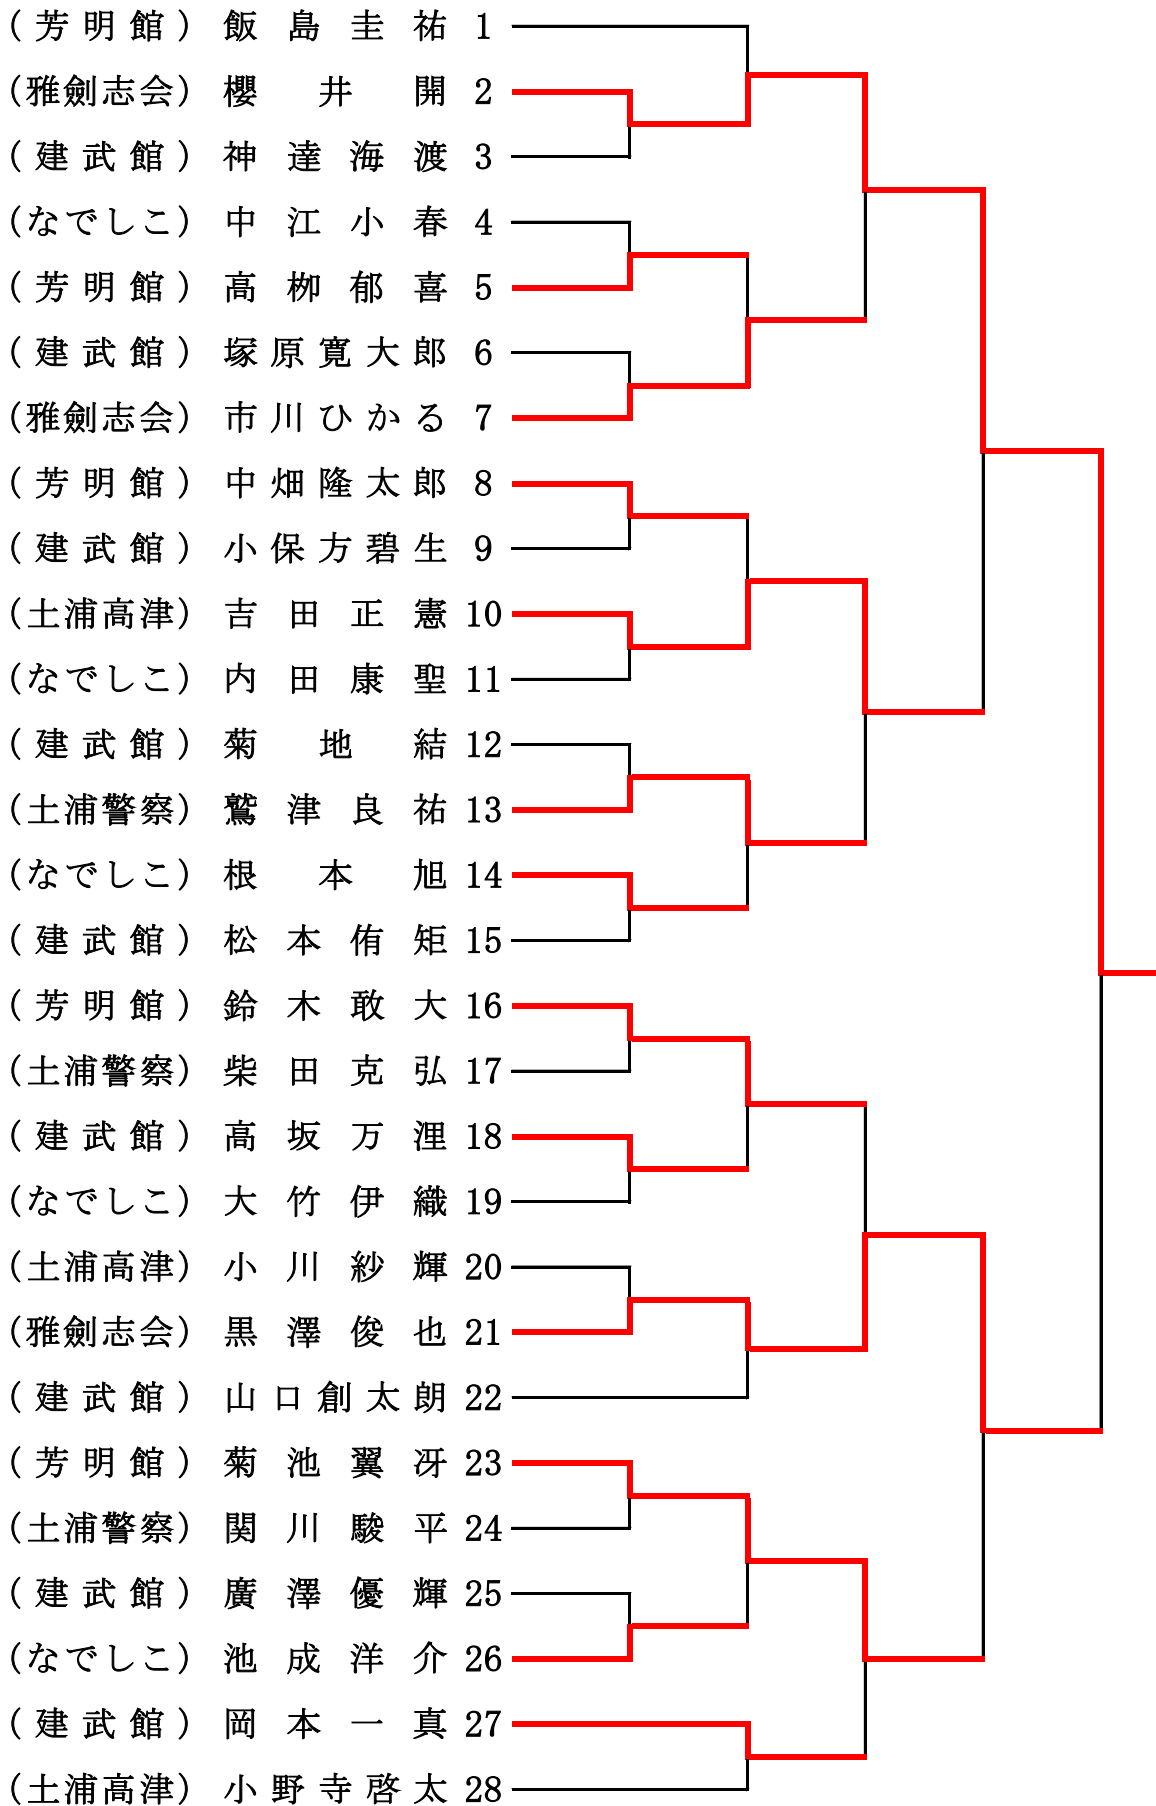 (芳明館) 飯島圭祐 1
(雅劍志会) 櫻井開 2
(建武館) 神達海渡 3
(なでしこ) 中江小春 4
(芳明館) 高栁郁喜 5
(建武館) 塚原寛大郎 6
(雅劍志会) 市川ひかる 7
(芳明館) 中畑隆太郎 8
(建武館) 小保方碧生 9
(土浦高津) 吉田正憲 10
(なでしこ) 内田康聖 11
(建武館) 菊地結 12
(土浦警察) 鷲津良祐 13
(なでしこ) 根本旭 14
(建武館) 松本侑矩 15
(芳明館) 鈴木敢大 16
(土浦警察) 柴田克弘 17
(建武館) 高坂万浬 18
(なでしこ) 大竹伊織 19
(土浦高津) 小川紗輝 20
(雅劍志会) 黒澤俊也 21
(建武館) 山口創太朗 22
(芳明館) 菊池翼冴 23
(土浦警察) 関川駿平 24
(建武館) 廣澤優輝 25
(なでしこ) 池成洋介 26
(建武館) 岡本一真 27
(土浦高津) 小野寺啓太 28